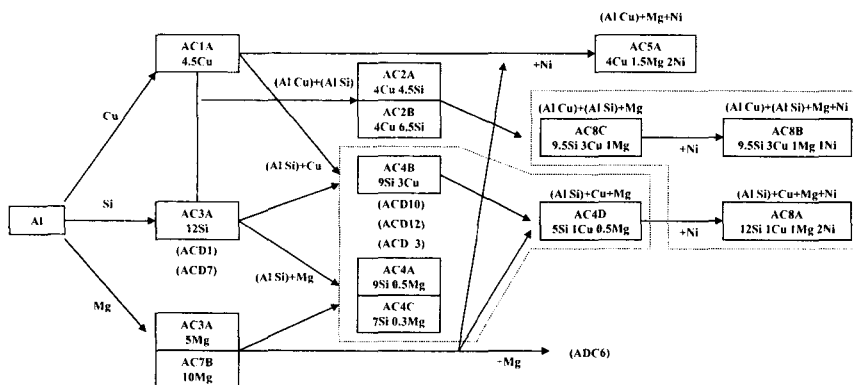 (Al Cu)+Mg+Ni
AC1A
4.5Cu
+Ni
AC5A
4Cu 1.5Mg 2Ni
(Al Cu)+(Al Si)
AC2A
4Cu 4.5Si
AC2B
4Cu 6.5Si
Cu
(Al Cu)+(Al Si)+Mg
AC8C
9.5Si 3Cu 1Mg
+Ni
(Al Cu)+(Al Si)+Mg+Ni
AC8B
9.5Si 3Cu 1Mg 1Ni
(Al Si)+Cu
AC4B
9Si 3Cu
(ACD10)
(ACD12)
(ACD 3)
Al
Si
AC3A
12Si
(ACD1)
(ACD7)
(Al Si)+Cu+Mg
AC4D
5Si 1Cu 0.5Mg
+Ni
(Al Si)+Cu+Mg+Ni
AC8A
12Si 1Cu 1Mg 2Ni
(Al Si)+Mg
AC4A
9Si 0.5Mg
AC4C
7Si 0.3Mg
Mg
AC3A
5Mg
AC7B
10Mg
-Mg
(ADC6)